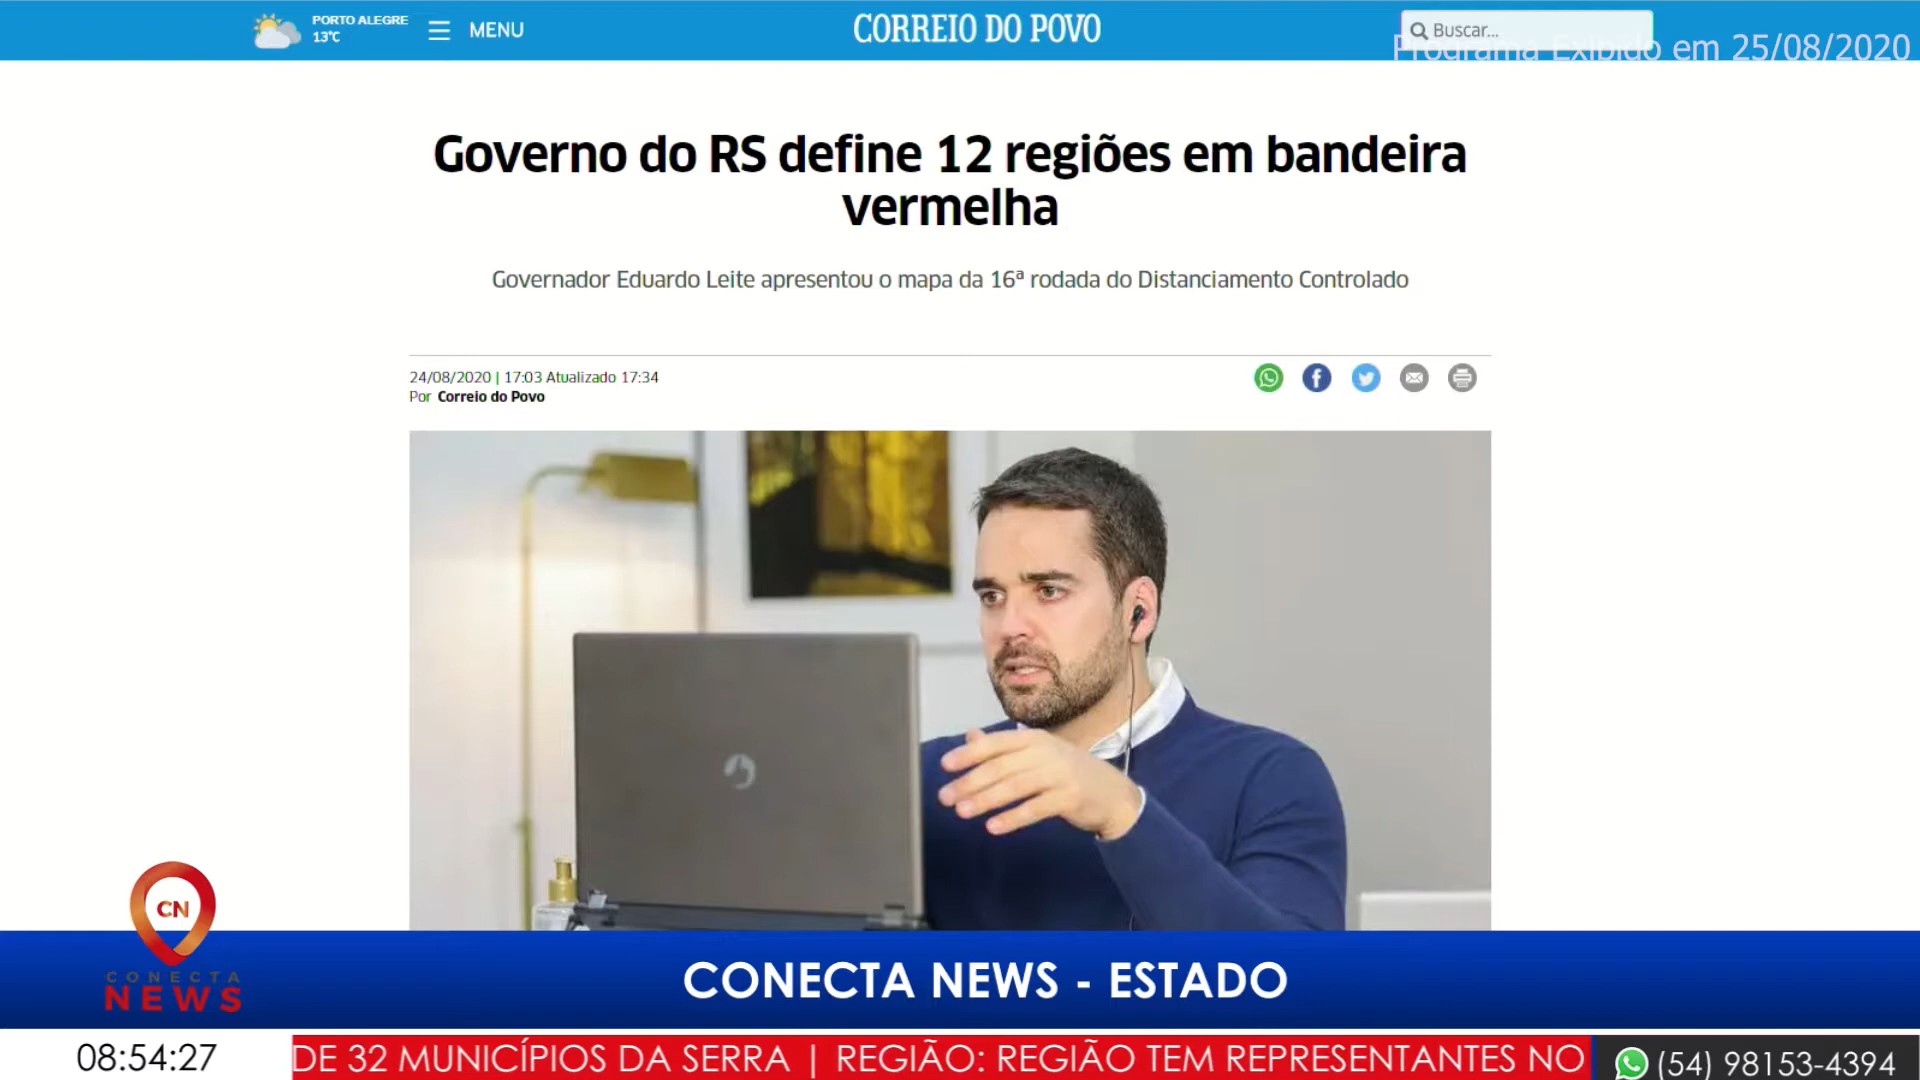 PORTO ALEGRE
13°C
MENU
CORREIO DO POVO
Buscar...
Programa Exibido em 25/08/2020
Governo do RS define 12 regiões em bandeira
vermelha
Governador Eduardo Leite apresentou o mapa da 16ª rodada do Distanciamento Controlado
24/08/2020 | 17:03 Atualizado 17:34
Por Correio do Povo
CN
CONECTA
NEWS
CONECTA NEWS - ESTADO
08:54:27
DE 32 MUNICÍPIOS DA SERRA | REGIÃO: REGIÃO TEM REPRESENTANTES NO
(54) 98153-4394